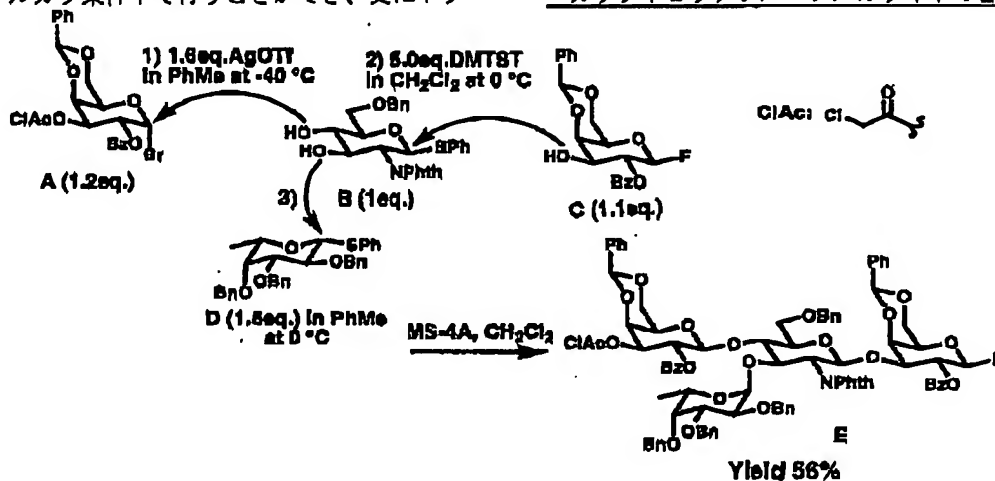 Ph
1) 1.6eq. AgOTf
in PhMe at -40 °C
2) 5.0eq. DMTST
in CH₂Cl₂ at 0 °C
O
O
O
ClAcO
BzO
Br
A (1.2eq.)
OBn
HO
HO
O
SPh
NPhth
B (1eq.)
3)
Ph
O
O
O
HO
F
BzO
C (1.1eq.)
ClAc:
Cl
O
O
SPh
OBn
OBn
BnO
D (1.5eq.) in PhMe
at 0 °C
MS-4A, CH₂Cl₂
Ph
O
O
O
ClAcO
BzO
O
OBn
O
O
NPhth
O
Ph
O
O
O
BzO
O
OBn
OBn
BnO
E
Yield 56%